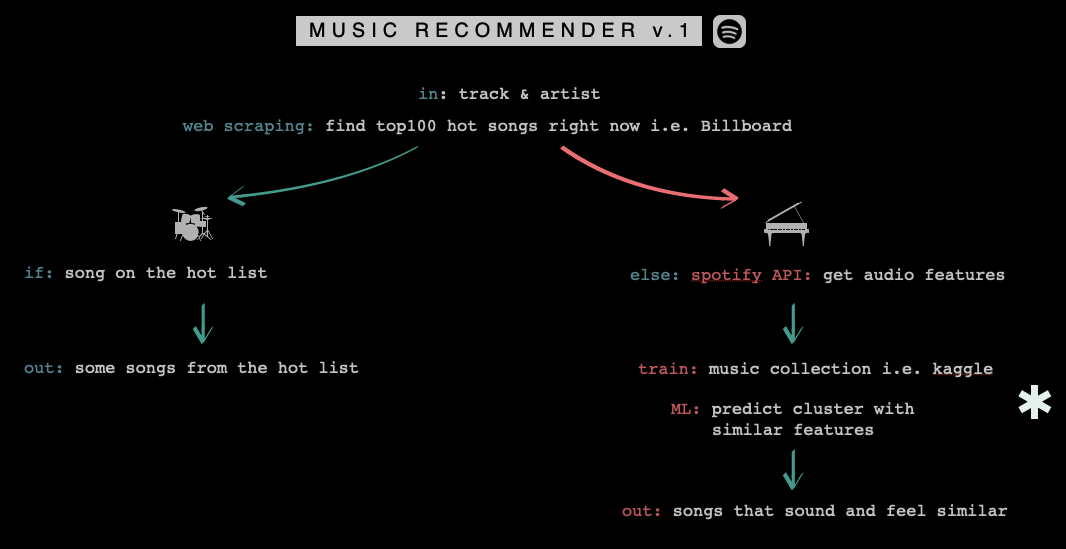 MUSIC RECOMMENDER v.1
in: track & artist
web scraping: find top100 hot songs right now i.e. Billboard
if: song on the hot list
out: some songs from the hot list
else: spotify API: get audio features
train: music collection i.e. kaggle
ML: predict cluster with
similar features
*
out: songs that sound and feel similar